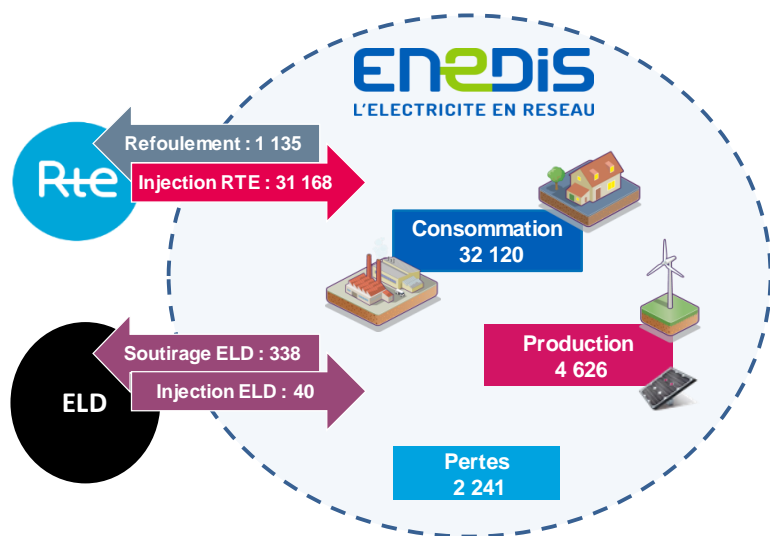 ENEDIS
L'ELECTRICITE EN RESEAU
Refoulement : 1 135
Rte
Injection RTE : 31 168
Consommation
32 120
Production
4 626
Soutirage ELD : 338
ELD
Injection ELD : 40
Pertes
2 241